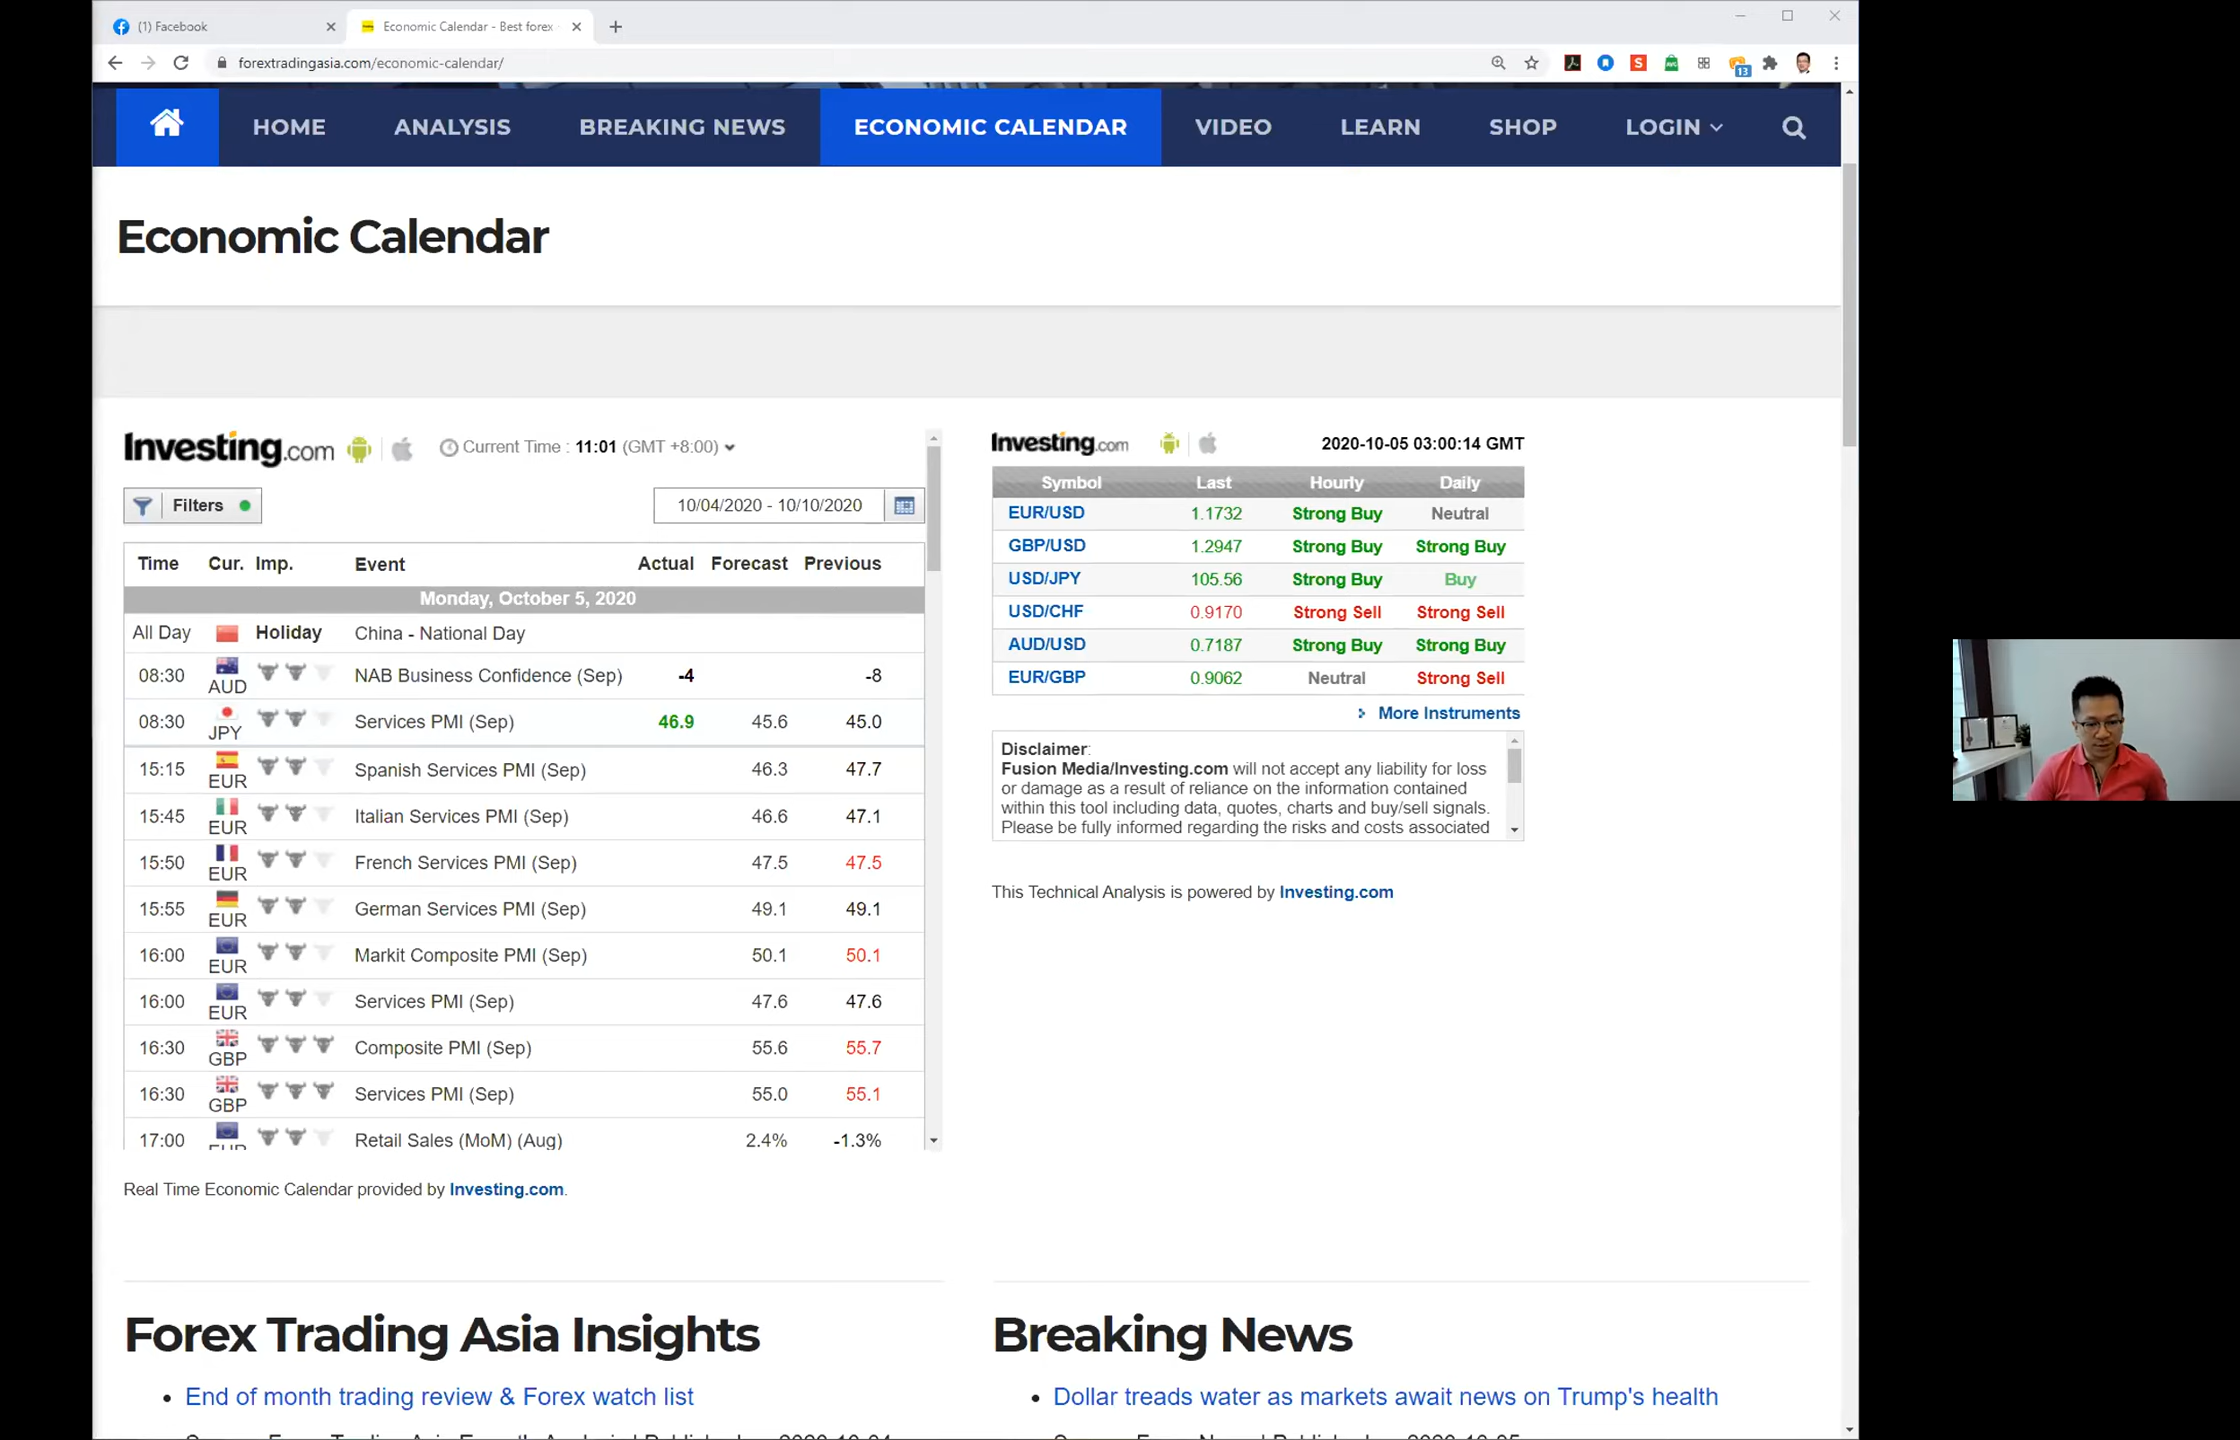 (1) Facebook
Economic Calendar - Best forex
forextradingasia.com/economic-calendar/
13
HOME ANALYSIS BREAKING NEWS ECONOMIC CALENDAR VIDEO LEARN SHOP LOGIN
Economic Calendar
Investing.com Current Time : 11:01 (GMT +8:00)
Filters 10/04/2020 - 10/10/2020
Time Cur. Imp. Event Actual Forecast Previous
Monday, October 5, 2020
All Day Holiday China - National Day
08:30 AUD NAB Business Confidence (Sep) -4 -8
08:30 JPY Services PMI (Sep) 46.9 45.6 45.0
15:15 EUR Spanish Services PMI (Sep) 46.3 47.7
15:45 EUR Italian Services PMI (Sep) 46.6 47.1
15:50 EUR French Services PMI (Sep) 47.5 47.5
15:55 EUR German Services PMI (Sep) 49.1 49.1
16:00 EUR Markit Composite PMI (Sep) 50.1 50.1
16:00 EUR Services PMI (Sep) 47.6 47.6
16:30 GBP Composite PMI (Sep) 55.6 55.7
16:30 GBP Services PMI (Sep) 55.0 55.1
17:00 EUR Retail Sales (MoM) (Aug) 2.4% -1.3%
Real Time Economic Calendar provided by Investing.com.
Investing.com 2020-10-05 03:00:14 GMT
Symbol Last Hourly Daily
EUR/USD 1.1732 Strong Buy Neutral
GBP/USD 1.2947 Strong Buy Strong Buy
USD/JPY 105.56 Strong Buy Buy
USD/CHF 0.9170 Strong Sell Strong Sell
AUD/USD 0.7187 Strong Buy Strong Buy
EUR/GBP 0.9062 Neutral Strong Sell
More Instruments
Disclaimer:
Fusion Media/Investing.com will not accept any liability for loss
or damage as a result of reliance on the information contained
within this tool including data, quotes, charts and buy/sell signals.
Please be fully informed regarding the risks and costs associated
This Technical Analysis is powered by Investing.com
Forex Trading Asia Insights
End of month trading review & Forex watch list
Breaking News
Dollar treads water as markets await news on Trump's health